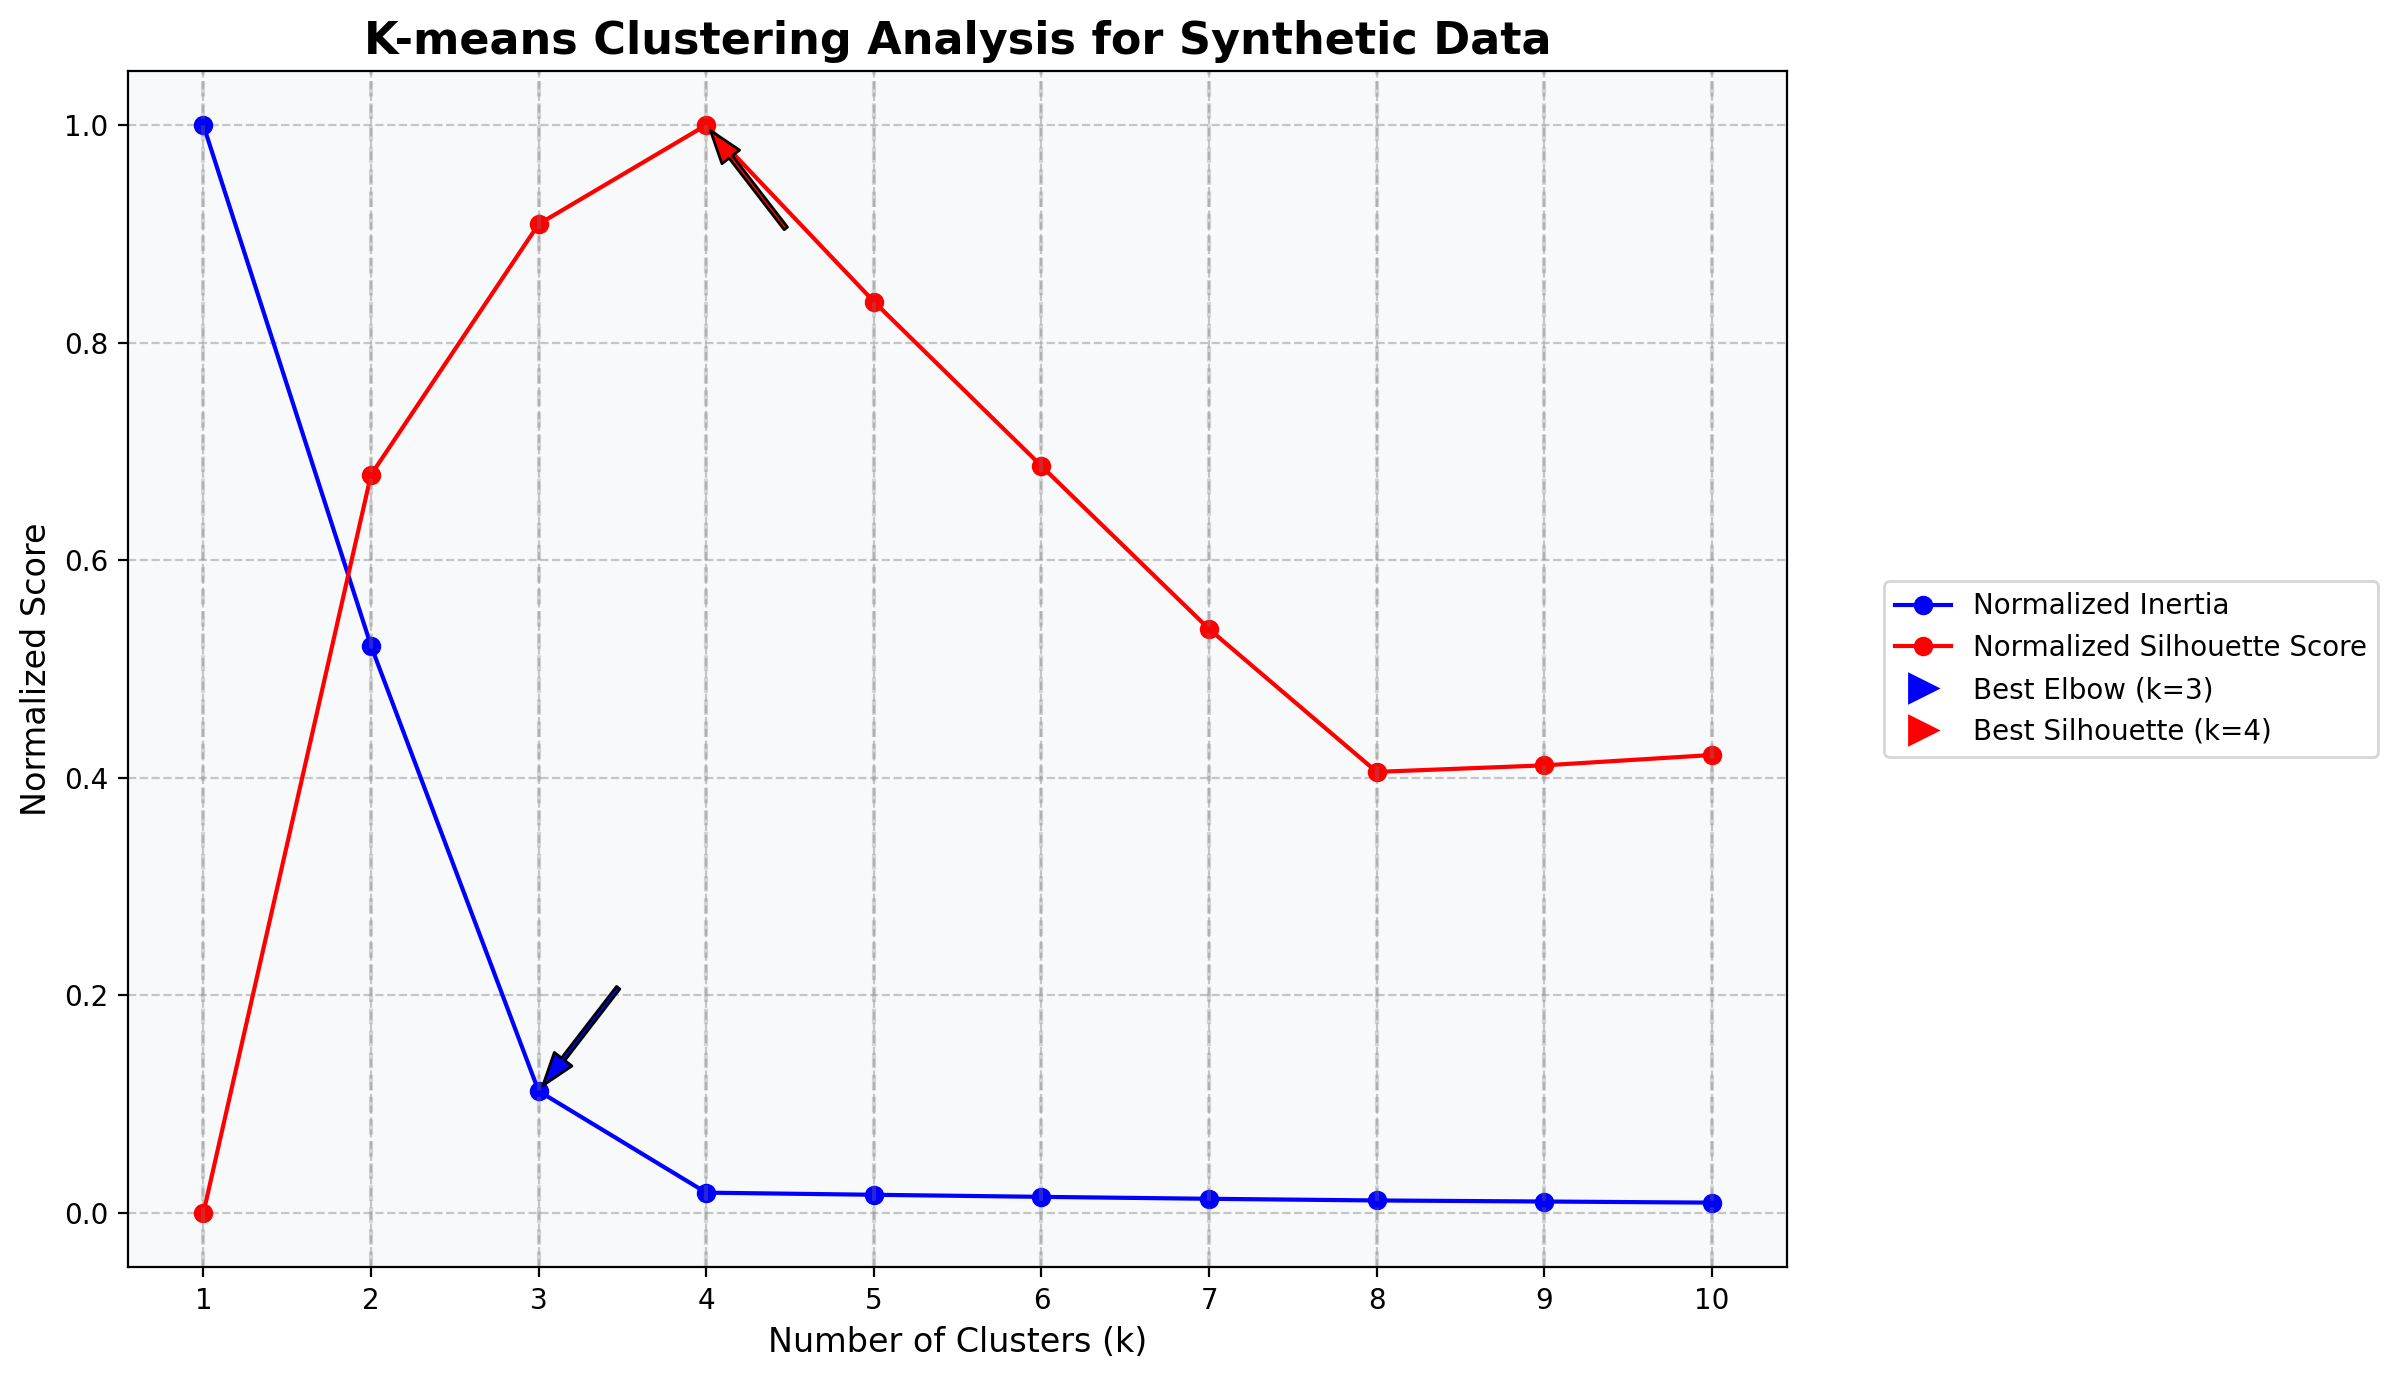 K-means Clustering Analysis for Synthetic Data
Normalized Score
1.0
0.8
0.6
0.4
0.2
0.0
1 2 3 4 5 6 7 8 9 10
Number of Clusters (k)
Normalized Inertia
Normalized Silhouette Score
Best Elbow (k=3)
Best Silhouette (k=4)